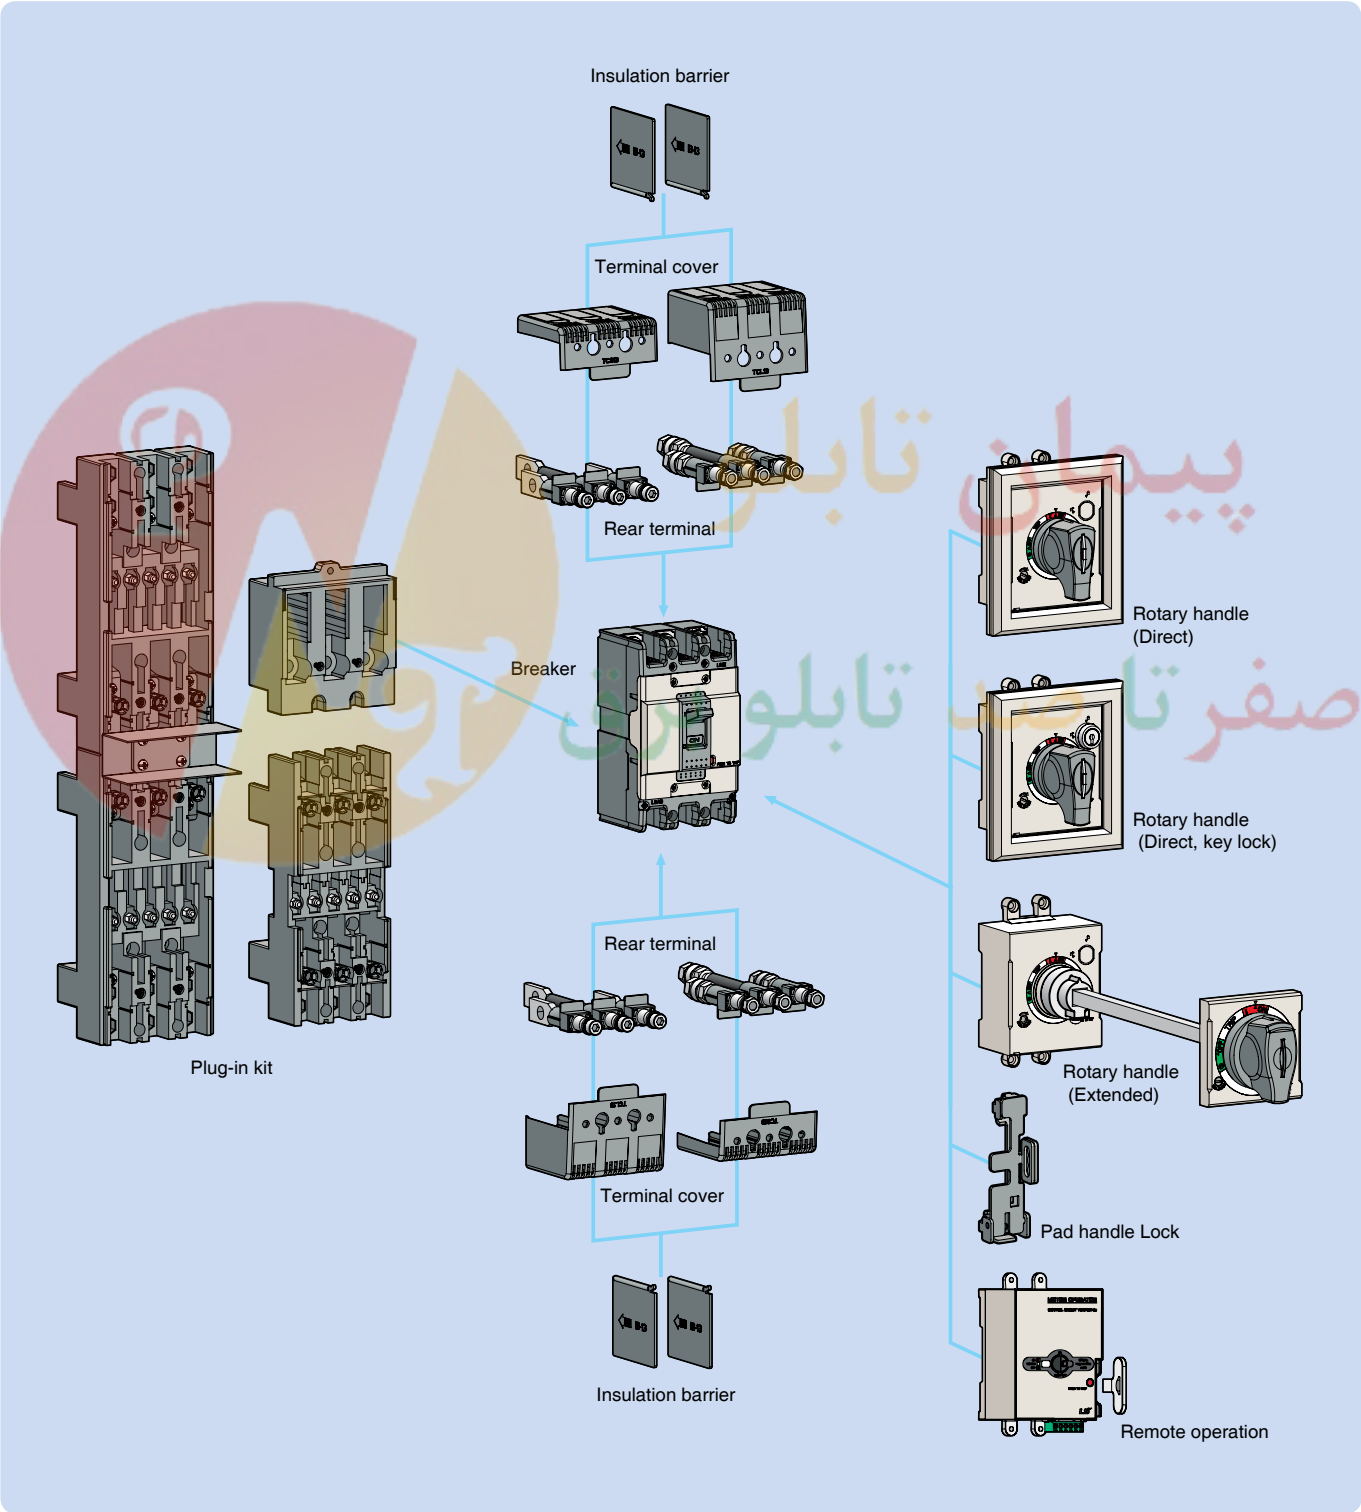 Insulation barrier
Terminal cover
Rear terminal
پیمان تابلو
Rotary handle
(Direct)
Breaker
صفر تا صد تابلو برق
ON
Rotary handle
(Direct, key lock)
Rear terminal
Plug-in kit
Rotary handle
(Extended)
Terminal cover
Pad handle Lock
Insulation barrier
Remote operation